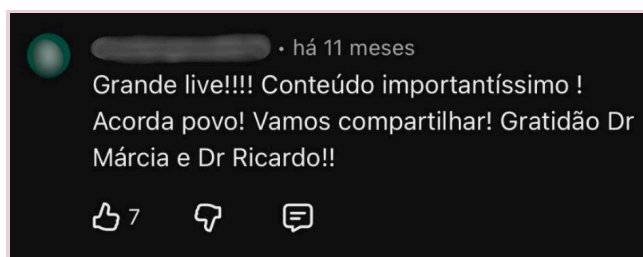 • há 11 meses
Grande live!!!! Conteúdo importantíssimo !
Acorda povo! Vamos compartilhar! Gratidão Dr
Márcia e Dr Ricardo!!
7